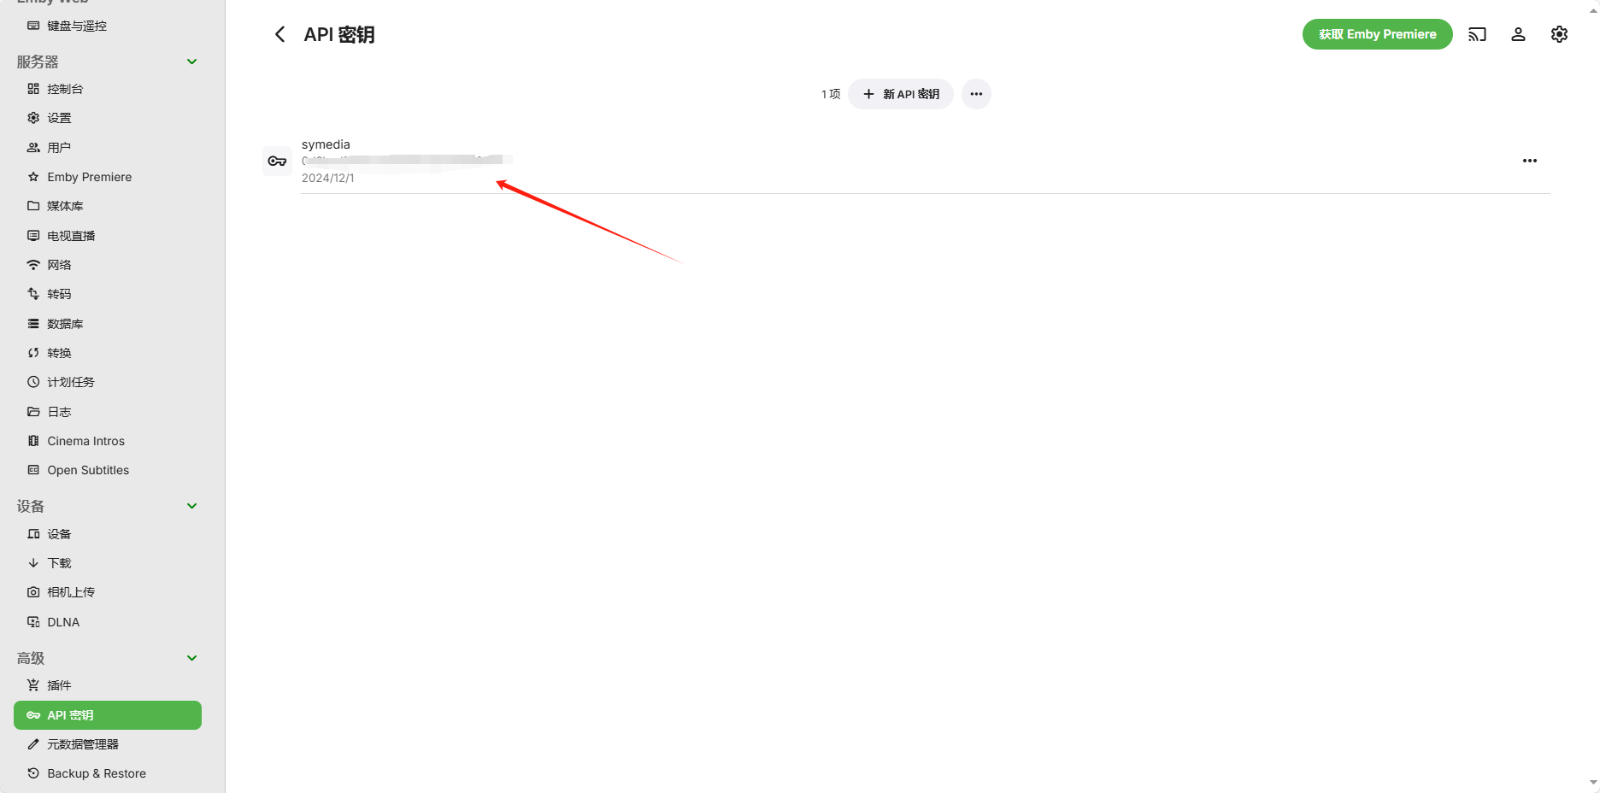 键盘与遥控
服务器
控制台
设置
用户
Emby Premiere
媒体库
电视直播
网络
转码
数据库
转换
计划任务
日志
Cinema Intros
Open Subtitles
设备
设备
下载
相机上传
DLNA
高级
插件
API 密钥
元数据管理器
Backup & Restore
API 密钥
获取 Emby Premiere
1 项
新 API 密钥
symedia
2024/12/1